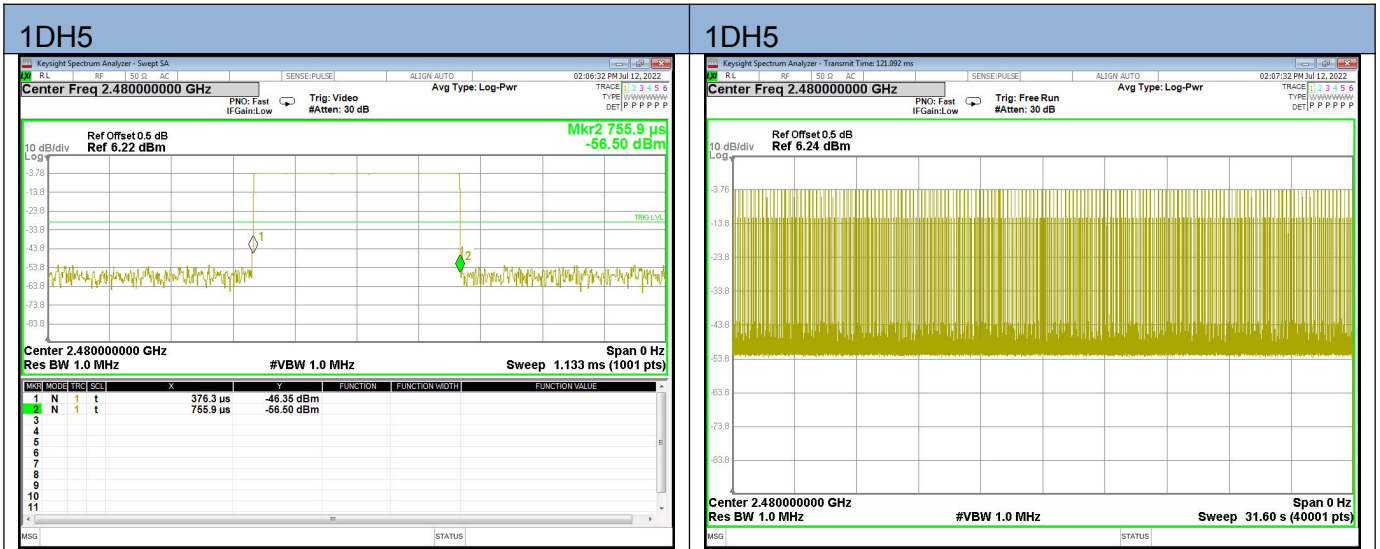 1DH5
Keysight Spectrum Analyzer - Swept SA
LXI RL RF 50 Ω AC SENSE:PULSE ALIGN AUTO 02:06:32 PM Jul 12, 2022
Center Freq 2.480000000 GHz
PNO: Fast
IFGain:Low
Trig: Video
#Atten: 30 dB
Avg Type: Log-Pwr
TRACE 1 2 3 4 5 6
TYPE WWWWWW
DET P P P P P P
Mkr2 755.9 µs
-56.50 dBm
Ref Offset 0.5 dB
10 dB/div Ref 6.22 dBm
Log
-3.78
-13.8
-23.8
TRIG LVL
-33.8
-43.8
-53.8
-63.8
-73.8
-83.8
1
2
Center 2.480000000 GHz Span 0 Hz
Res BW 1.0 MHz #VBW 1.0 MHz Sweep 1.133 ms (1001 pts)
MKR MODE TRC SCL X Y FUNCTION FUNCTION WIDTH FUNCTION VALUE
1 N 1 t 376.3 µs -46.35 dBm
2 N 1 t 755.9 µs -56.50 dBm
3
4
5
6
7
8
9
10
11
MSG STATUS
1DH5
Keysight Spectrum Analyzer - Transmit Time: 121.092 ms
LXI RL RF 50 Ω AC SENSE:PULSE ALIGN AUTO 02:07:32 PM Jul 12, 2022
Center Freq 2.480000000 GHz
PNO: Fast
IFGain:Low
Trig: Free Run
#Atten: 30 dB
Avg Type: Log-Pwr
TRACE 1 2 3 4 5 6
TYPE WWWWWW
DET P P P P P P
Ref Offset 0.5 dB
10 dB/div Ref 6.24 dBm
Log
-3.76
-13.8
-23.8
-33.8
-43.8
-53.8
-63.8
-73.8
-83.8
Center 2.480000000 GHz Span 0 Hz
Res BW 1.0 MHz #VBW 1.0 MHz Sweep 31.60 s (40001 pts)
MSG STATUS